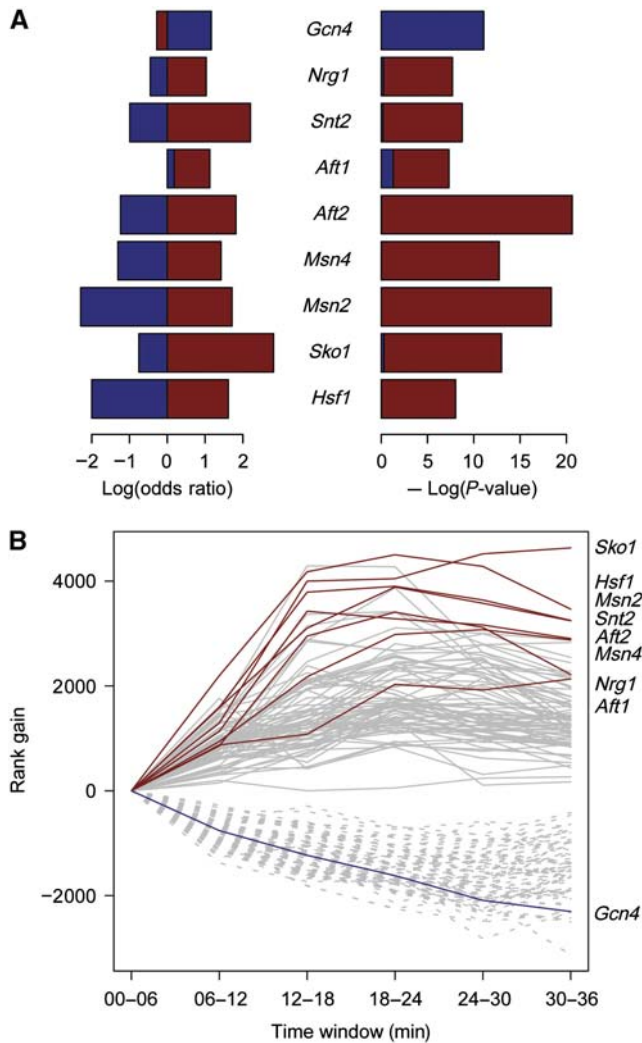 A
Gcn4
Nrg1
Snt2
Aft1
Aft2
Msn4
Msn2
Sko1
Hsf1
−2 −1 0 1 2
Log(odds ratio)
0 5 10 15 20
− Log(P-value)
B
4000
2000
0
−2000
Rank gain
Sko1
Hsf1
Msn2
Snt2
Aft2
Msn4
Nrg1
Aft1
Gcn4
00–06 06–12 12–18 18–24 24–30 30–36
Time window (min)